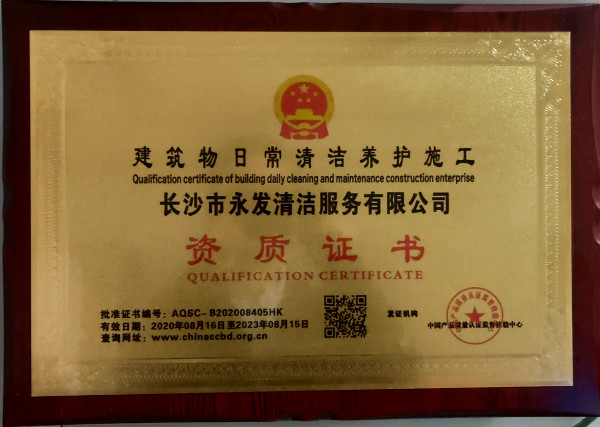 建筑物日常清洁养护施工
Qualification certificate of building daily cleaning and maintenance construction enterprise
长沙市永发清洁服务有限公司
资质证书
QUALIFICATION CERTIFICATE
批准证书编号：AQSC-B202008405HK
有效日期：2020年08月16日至2023年08月15日
查询网址：www.chinaccbd.org.cn
发证机构
中国产品质量认证监督检验中心